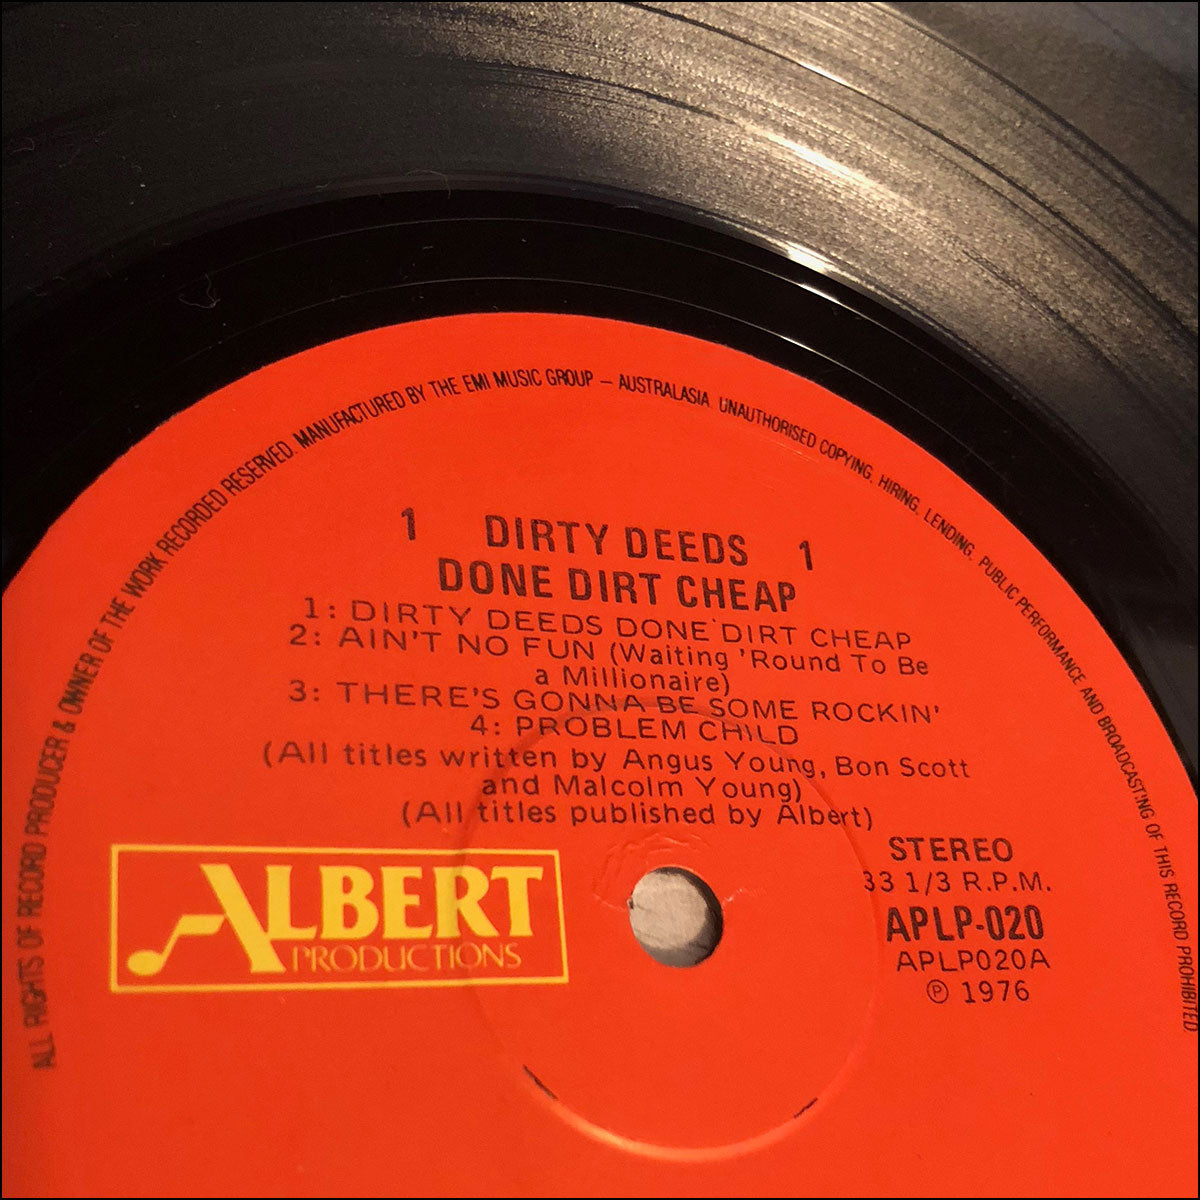 ALL RIGHTS OF RECORD PRODUCER & OWNER OF THE WORK RECORDED RESERVED. MANUFACTURED BY THE EMI MUSIC GROUP – AUSTRALASIA. UNAUTHORISED COPYING, HIRING, LENDING, PUBLIC PERFORMANCE AND BROADCASTING OF THIS RECORD PROHIBITED
1 DIRTY DEEDS 1
DONE DIRT CHEAP
1: DIRTY DEEDS DONE DIRT CHEAP
2: AIN'T NO FUN (Waiting 'Round To Be
a Millionaire)
3: THERE'S GONNA BE SOME ROCKIN'
4: PROBLEM CHILD
(All titles written by Angus Young, Bon Scott
and Malcolm Young)
(All titles published by Albert)
ALBERT
PRODUCTIONS
STEREO
33 1/3 R.P.M.
APLP-020
APLP020A
℗ 1976